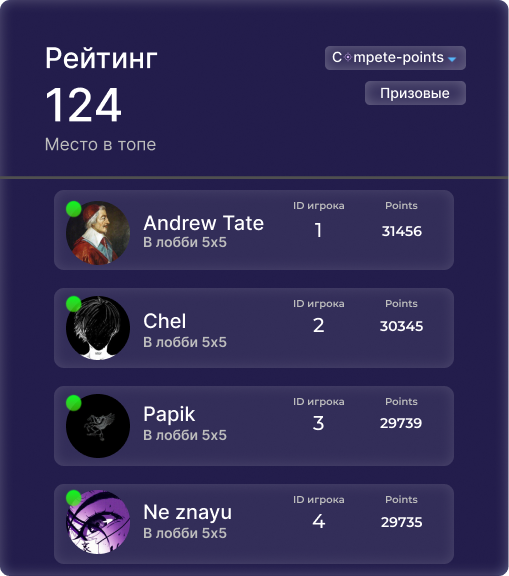 Рейтинг
C mpete-points
124
Призовые
Место в топе
ID игрока
Points
Andrew Tate
1
31456
В лобби 5x5
ID игрока
Points
Chel
2
30345
В лобби 5x5
ID игрока
Points
Papik
3
29739
В лобби 5x5
ID игрока
Points
Ne znayu
4
29735
В лобби 5x5